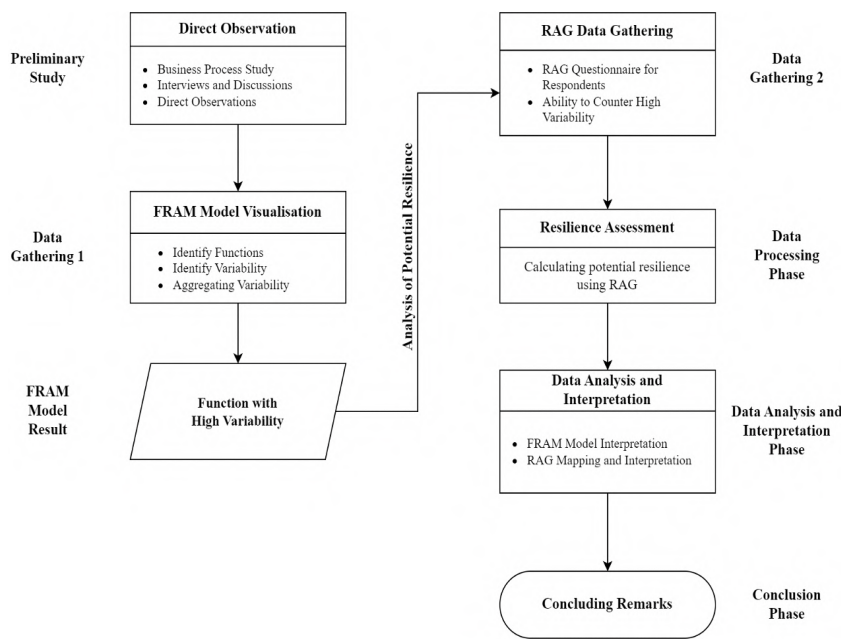 Preliminary
Study
Direct Observation
Business Process Study
Interviews and Discussions
Direct Observations
Data
Gathering 1
FRAM Model Visualisation
Identify Functions
Identify Variability
Aggregating Variability
FRAM
Model
Result
Function with
High Variability
Analysis of Potential Resilience
RAG Data Gathering
RAG Questionnaire for
Respondents
Ability to Counter High
Variability
Data
Gathering 2
Resilience Assessment
Calculating potential resilience
using RAG
Data
Processing
Phase
Data Analysis and
Interpretation
FRAM Model Interpretation
RAG Mapping and Interpretation
Data Analysis and
Interpretation
Phase
Concluding Remarks
Conclusion
Phase